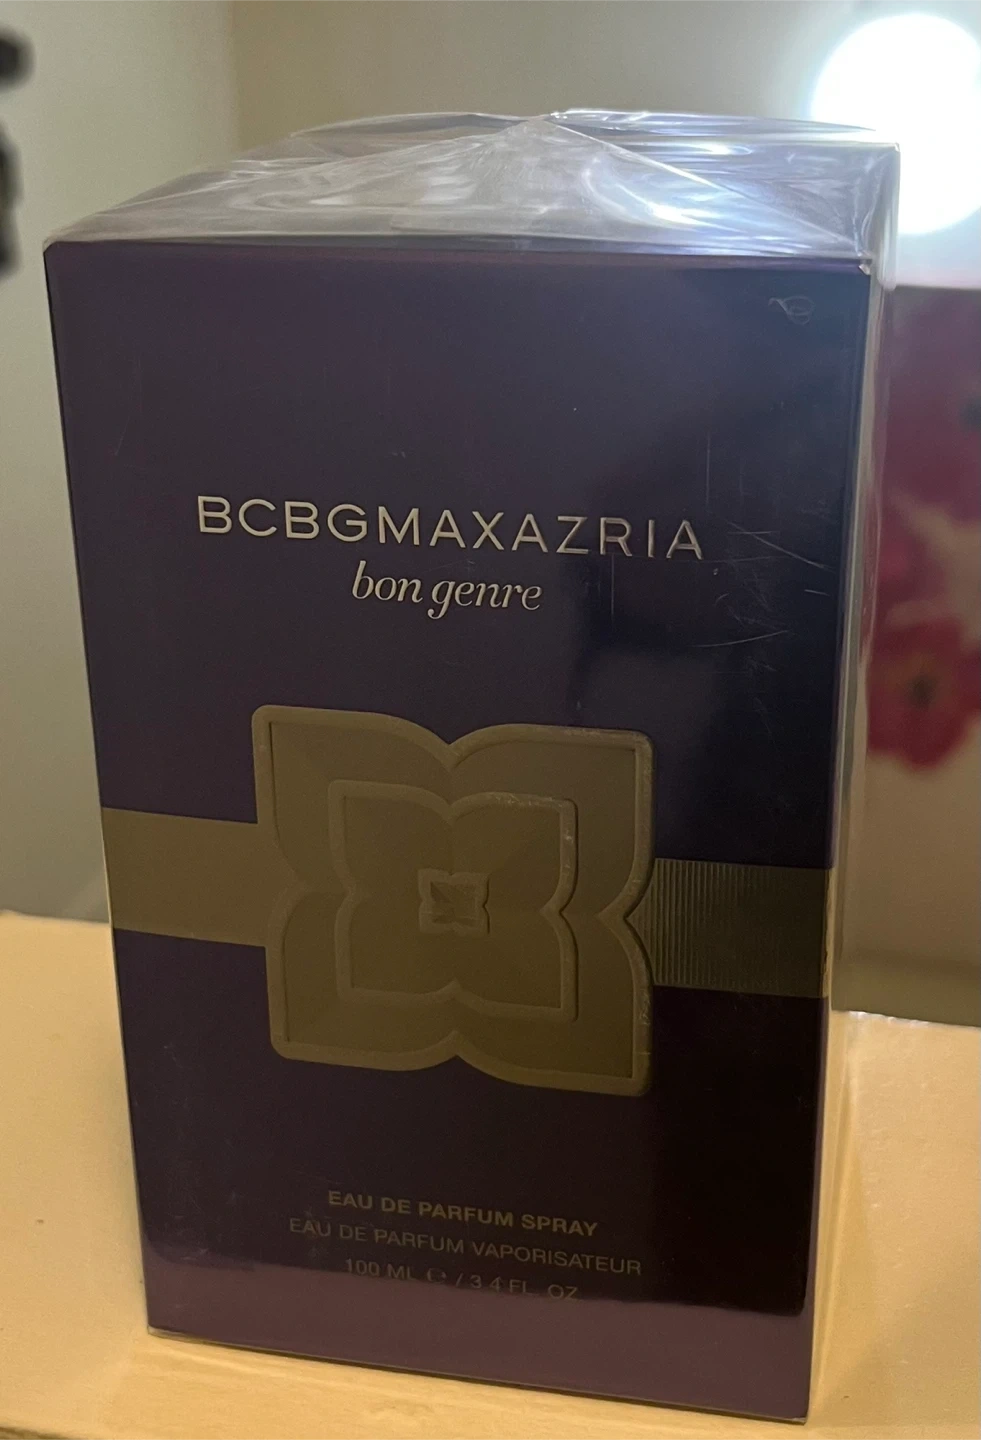 BCBGMAXAZRIA
bon genre
EAU DE PARFUM SPRAY
EAU DE PARFUM VAPORISATEUR
100 ML ℮ / 3.4 FL. OZ.